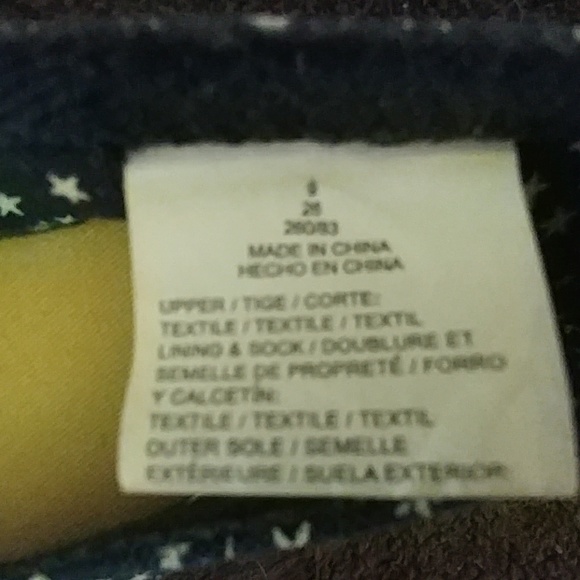 26
MADE IN CHINA
HECHO EN CHINA
UPPER / TIGE / CORTE:
TEXTILE / TEXTILE / TEXTIL
LINING & SOCK / DOUBLURE ET
SEMELLE DE PROPRETÉ / FORRO
Y CALCETÍN:
TEXTILE / TEXTILE / TEXTIL
OUTER SOLE / SEMELLE
EXTÉRIEURE / SUELA EXTERIOR: